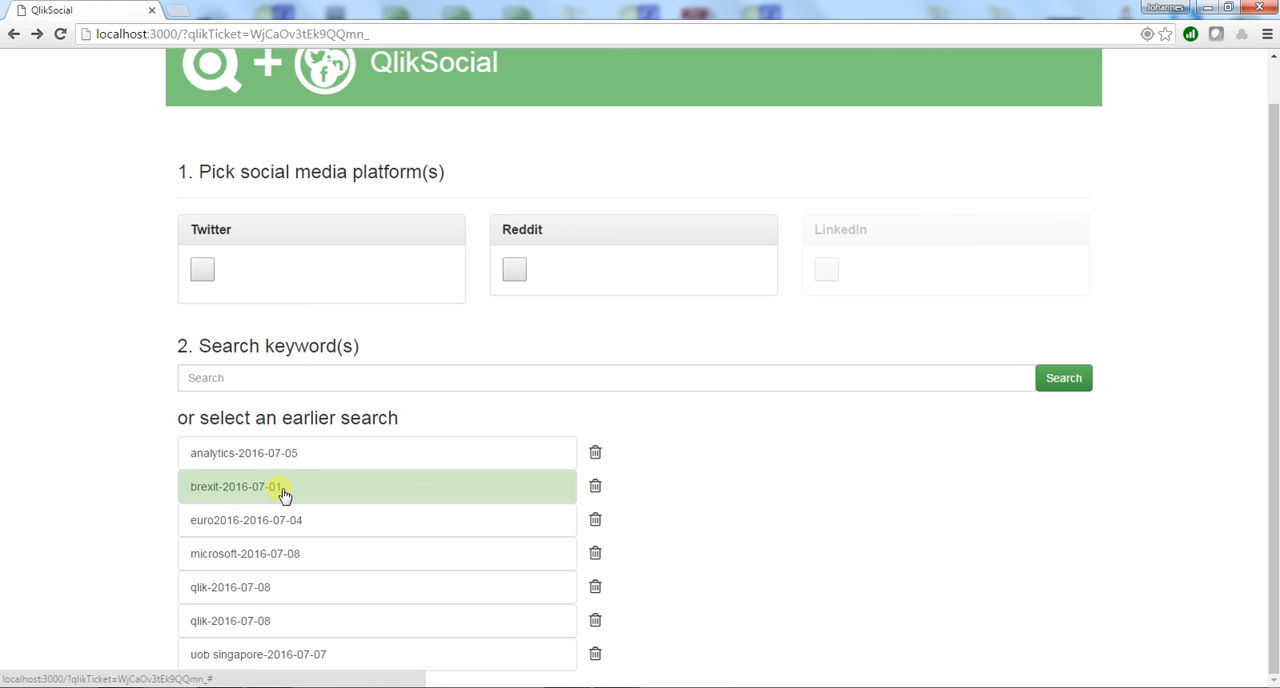 QlikSocial
Johannes
localhost:3000/?qlikTicket=WjCaOv3tEk9QQmn_
QlikSocial
1. Pick social media platform(s)
Twitter
Reddit
LinkedIn
2. Search keyword(s)
Search
Search
or select an earlier search
analytics-2016-07-05
brexit-2016-07-01
euro2016-2016-07-04
microsoft-2016-07-08
qlik-2016-07-08
qlik-2016-07-08
uob singapore-2016-07-07
localhost:3000/?qlikTicket=WjCaOv3tEk9QQmn_#